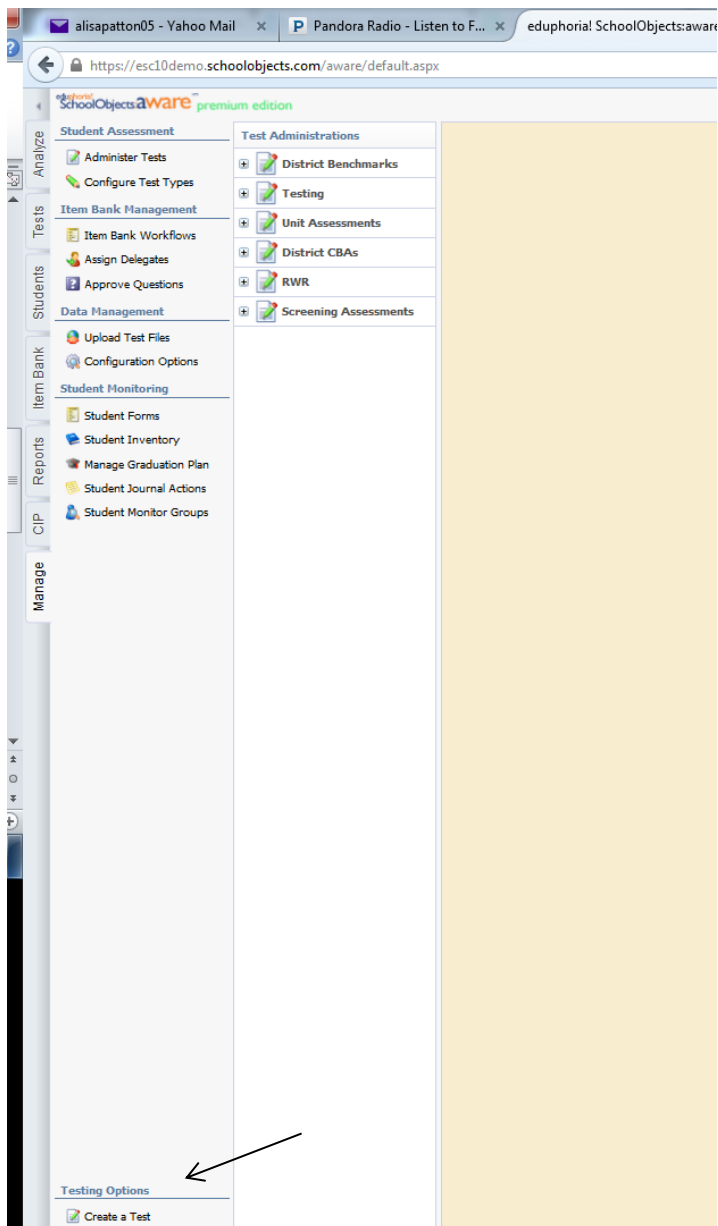 alisapatton05 - Yahoo Mail
P Pandora Radio - Listen to F...
eduphoria! SchoolObjects:aware
https://esc10demo.schoolobjects.com/aware/default.aspx
eduphoria! SchoolObjects:aware™ premium edition
Analyze
Tests
Students
Item Bank
Reports
CIP
Manage
Student Assessment
Administer Tests
Configure Test Types
Item Bank Management
Item Bank Workflows
Assign Delegates
Approve Questions
Data Management
Upload Test Files
Configuration Options
Student Monitoring
Student Forms
Student Inventory
Manage Graduation Plan
Student Journal Actions
Student Monitor Groups
Testing Options
Create a Test
Test Administrations
District Benchmarks
Testing
Unit Assessments
District CBAs
RWR
Screening Assessments